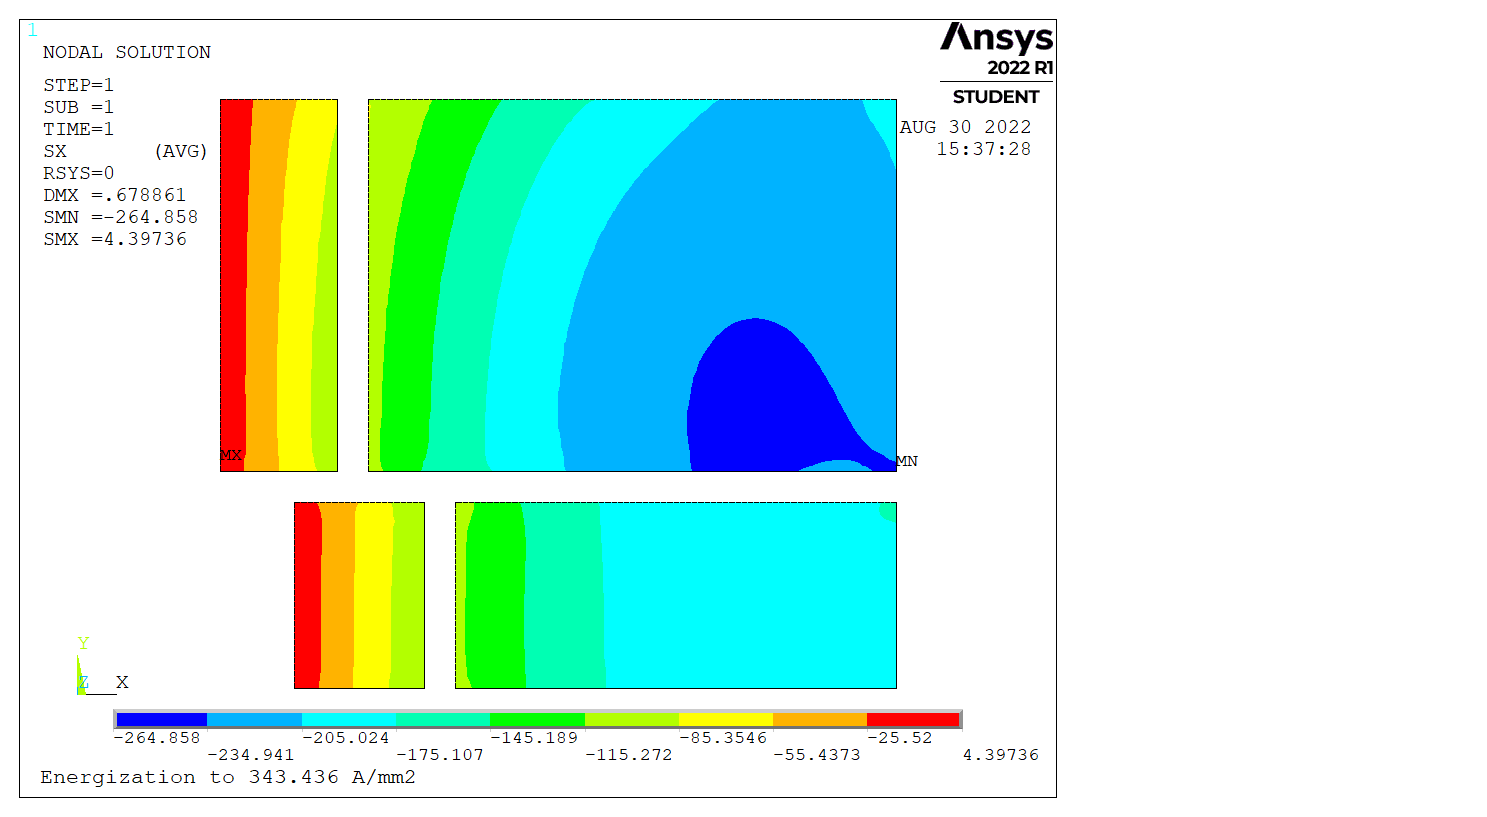 1
NODAL SOLUTION
STEP=1
SUB =1
TIME=1
SX (AVG)
RSYS=0
DMX =.678861
SMN =-264.858
SMX =4.39736
Ansys
2022 R1
STUDENT
AUG 30 2022
15:37:28
MX
MN
Y
Z X
-264.858 -205.024 -145.189 -85.3546 -25.52
-234.941 -175.107 -115.272 -55.4373 4.39736
Energization to 343.436 A/mm2